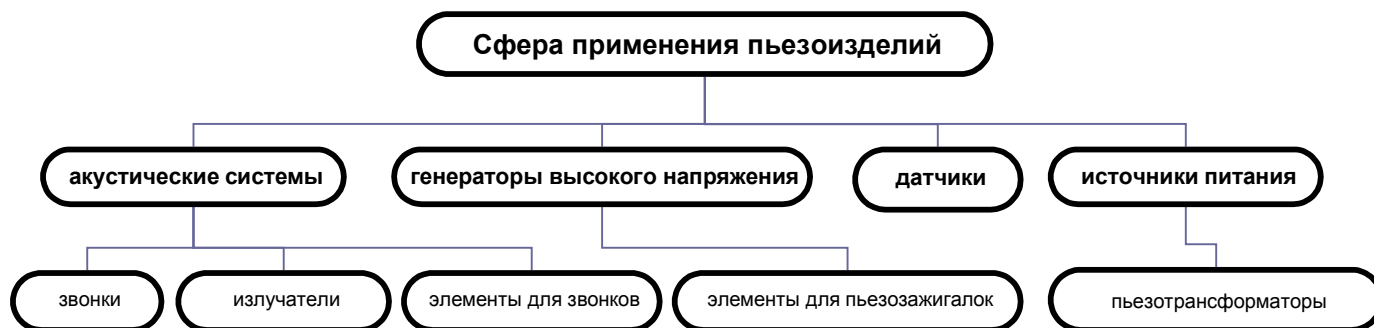 Сфера применения пьезоизделий
акустические системы
генераторы высокого напряжения
датчики
источники питания
звонки
излучатели
элементы для звонков
элементы для пьезозажигалок
пьезотрансформаторы